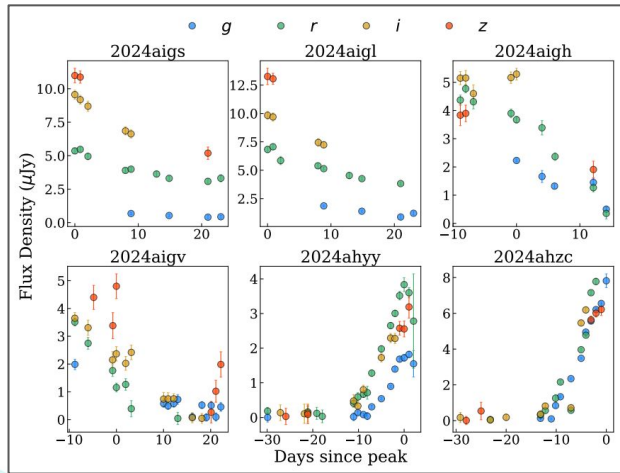 g r i z
2024aigs 2024aigl 2024aigh
10.0 7.5 5.0 2.5 0.0
12.5 10.0 7.5 5.0 2.5
5 4 3 2 1 0
0 10 20
0 10 20
−10 0 10
Flux Density (μJy)
2024aigv 2024ahyy 2024ahzc
5 4 3 2 1 0
4 3 2 1 0
8 6 4 2 0
−10 0 10 20
−30 −20 −10 0
−30 −20 −10 0
Days since peak